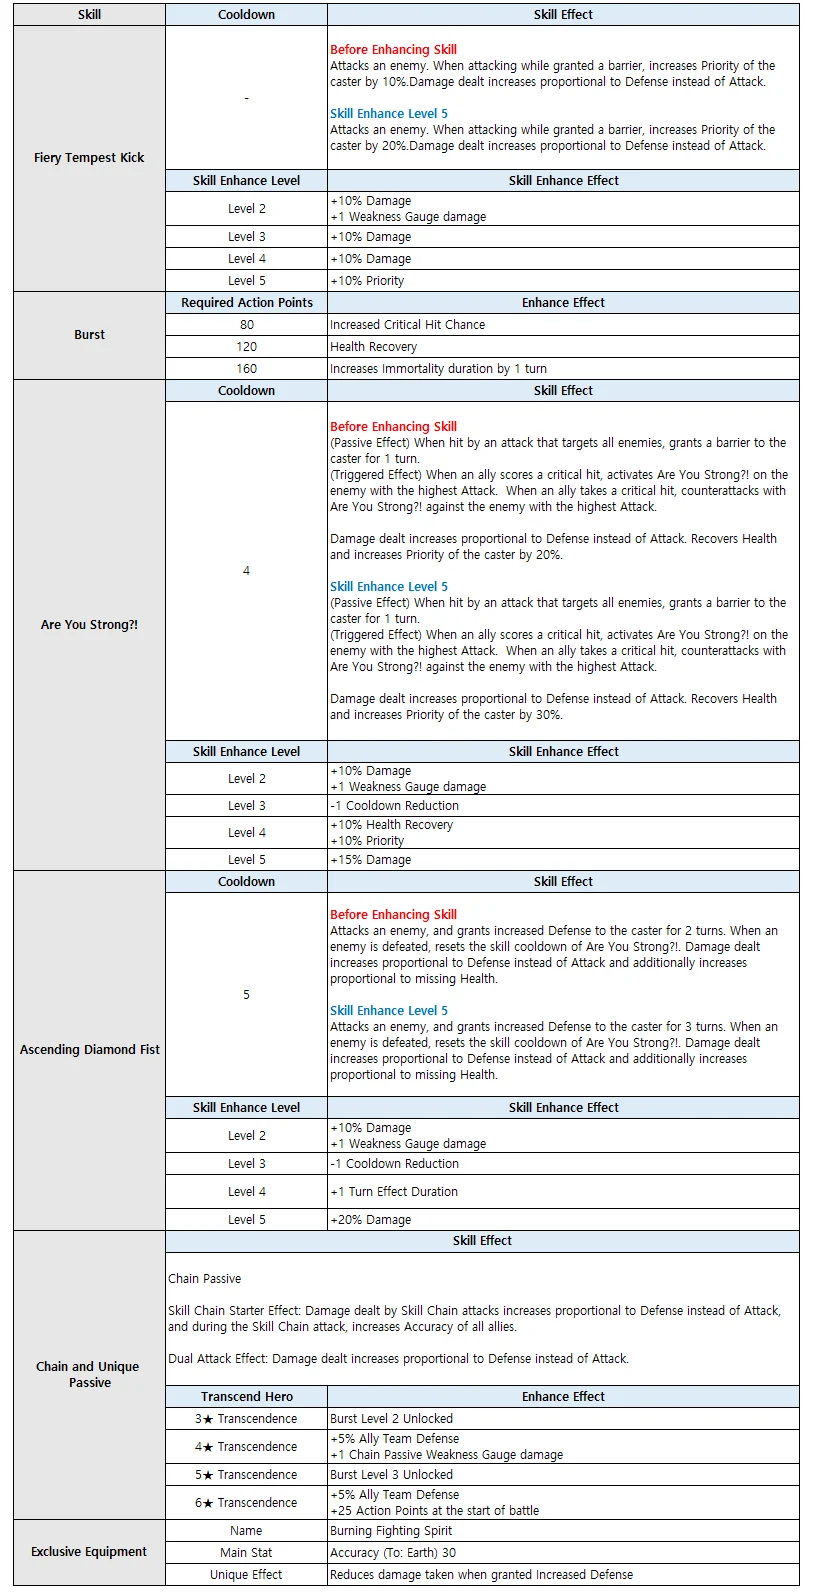 Skill Cooldown Skill Effect
Fiery Tempest Kick
-
Before Enhancing Skill
Attacks an enemy. When attacking while granted a barrier, increases Priority of the
caster by 10%.Damage dealt increases proportional to Defense instead of Attack.
Skill Enhance Level 5
Attacks an enemy. When attacking while granted a barrier, increases Priority of the
caster by 20%.Damage dealt increases proportional to Defense instead of Attack.
Skill Enhance Level Skill Enhance Effect
Level 2 +10% Damage
+1 Weakness Gauge damage
Level 3 +10% Damage
Level 4 +10% Damage
Level 5 +10% Priority
Burst
Required Action Points Enhance Effect
80 Increased Critical Hit Chance
120 Health Recovery
160 Increases Immortality duration by 1 turn
Are You Strong?!
Cooldown Skill Effect
4
Before Enhancing Skill
(Passive Effect) When hit by an attack that targets all enemies, grants a barrier to the
caster for 1 turn.
(Triggered Effect) When an ally scores a critical hit, activates Are You Strong?! on the
enemy with the highest Attack.  When an ally takes a critical hit, counterattacks with
Are You Strong?! against the enemy with the highest Attack.
Damage dealt increases proportional to Defense instead of Attack. Recovers Health
and increases Priority of the caster by 20%.
Skill Enhance Level 5
(Passive Effect) When hit by an attack that targets all enemies, grants a barrier to the
caster for 1 turn.
(Triggered Effect) When an ally scores a critical hit, activates Are You Strong?! on the
enemy with the highest Attack.  When an ally takes a critical hit, counterattacks with
Are You Strong?! against the enemy with the highest Attack.
Damage dealt increases proportional to Defense instead of Attack. Recovers Health
and increases Priority of the caster by 30%.
Skill Enhance Level Skill Enhance Effect
Level 2 +10% Damage
+1 Weakness Gauge damage
Level 3 -1 Cooldown Reduction
Level 4 +10% Health Recovery
+10% Priority
Level 5 +15% Damage
Ascending Diamond Fist
Cooldown Skill Effect
5
Before Enhancing Skill
Attacks an enemy, and grants increased Defense to the caster for 2 turns. When an
enemy is defeated, resets the skill cooldown of Are You Strong?!. Damage dealt
increases proportional to Defense instead of Attack and additionally increases
proportional to missing Health.
Skill Enhance Level 5
Attacks an enemy, and grants increased Defense to the caster for 3 turns. When an
enemy is defeated, resets the skill cooldown of Are You Strong?!. Damage dealt
increases proportional to Defense instead of Attack and additionally increases
proportional to missing Health.
Skill Enhance Level Skill Enhance Effect
Level 2 +10% Damage
+1 Weakness Gauge damage
Level 3 -1 Cooldown Reduction
Level 4 +1 Turn Effect Duration
Level 5 +20% Damage
Chain and Unique
Passive
Skill Effect
Chain Passive
Skill Chain Starter Effect: Damage dealt by Skill Chain attacks increases proportional to Defense instead of Attack,
and during the Skill Chain attack, increases Accuracy of all allies.
Dual Attack Effect: Damage dealt increases proportional to Defense instead of Attack.
Transcend Hero Enhance Effect
3★ Transcendence Burst Level 2 Unlocked
4★ Transcendence +5% Ally Team Defense
+1 Chain Passive Weakness Gauge damage
5★ Transcendence Burst Level 3 Unlocked
6★ Transcendence +5% Ally Team Defense
+25 Action Points at the start of battle
Exclusive Equipment
Name Burning Fighting Spirit
Main Stat Accuracy (To: Earth) 30
Unique Effect Reduces damage taken when granted Increased Defense